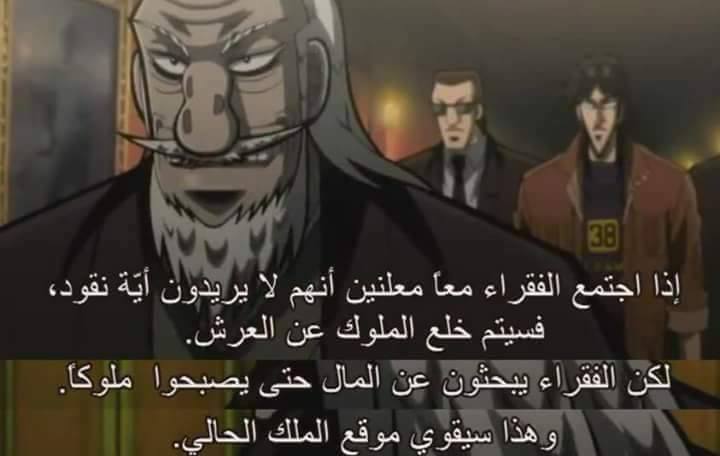 38
إذا اجتمع الفقراء معاً معلنين أنهم لا يريدون أيّة نقود،
فسيتم خلع الملوك عن العرش.
لكن الفقراء يبحثون عن المال حتى يصبحوا ملوكاً.
وهذا سيقوي موقع الملك الحالي.